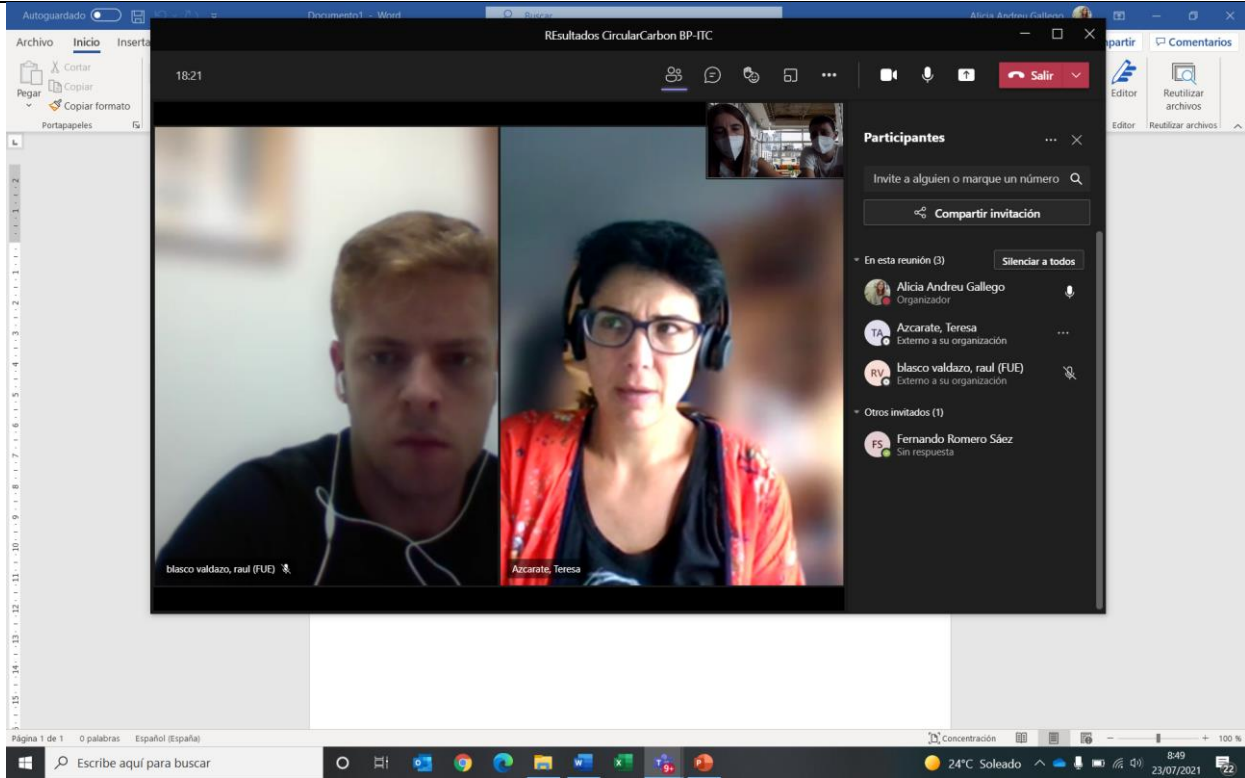 Autoguardado
Documento1 - Word
Buscar
Alicia Andreu Gallego
Archivo
Inicio
Inserta
Comentarios
Pegar
Cortar
Copiar
Copiar formato
Portapapeles
Editor
Reutilizar archivos
Editor
Reutilizar archivos
REsultados CircularCarbon BP-ITC
18:21
Salir
blasco valdazo, raul (FUE)
Azcarate, Teresa
Participantes
Invite a alguien o marque un número
Compartir invitación
En esta reunión (3)
Silenciar a todos
Alicia Andreu Gallego
Organizador
TA
Azcarate, Teresa
Externo a su organización
RV
blasco valdazo, raul (FUE)
Externo a su organización
Otros invitados (1)
FS
Fernando Romero Sáez
Sin respuesta
Página 1 de 1
0 palabras
Español (España)
Concentración
100 %
Escribe aquí para buscar
24°C Soleado
8:49
23/07/2021
22